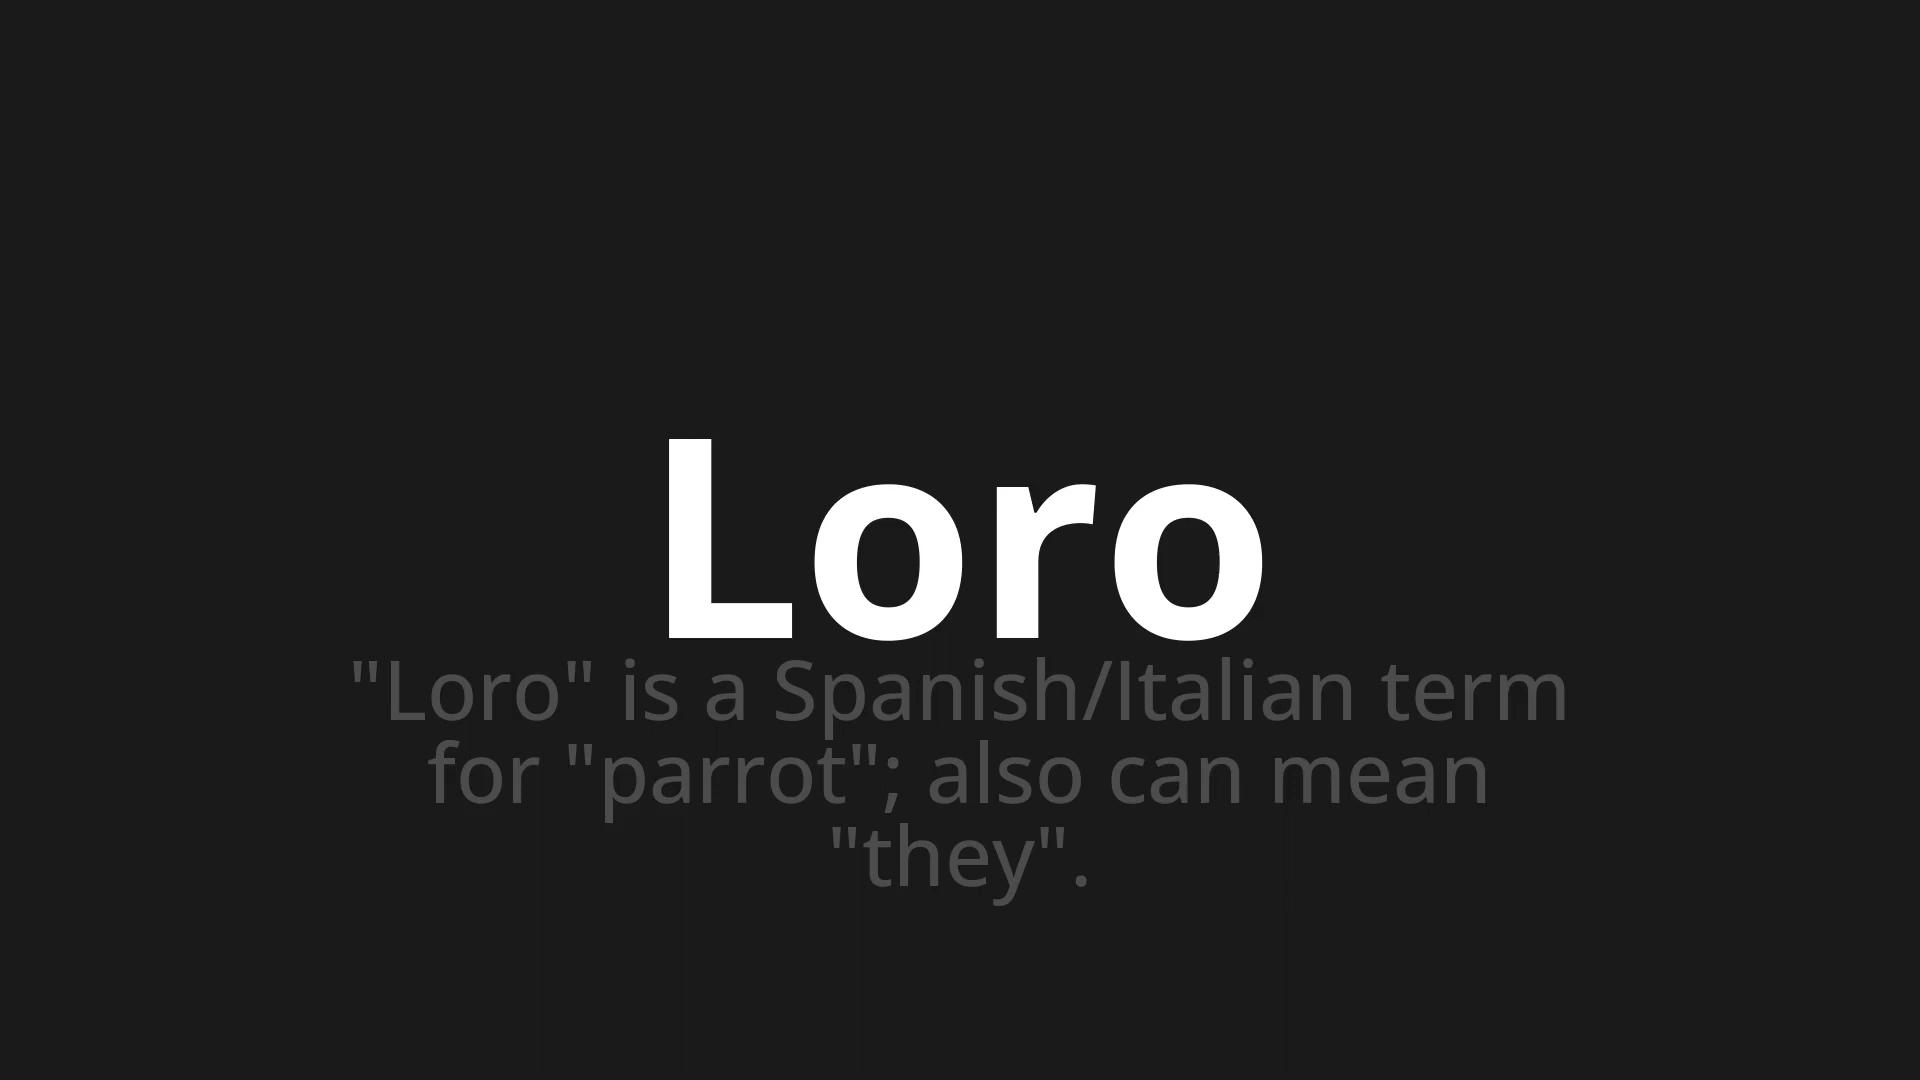 Loro
"Loro" is a Spanish/Italian term
for "parrot"; also can mean
"they".